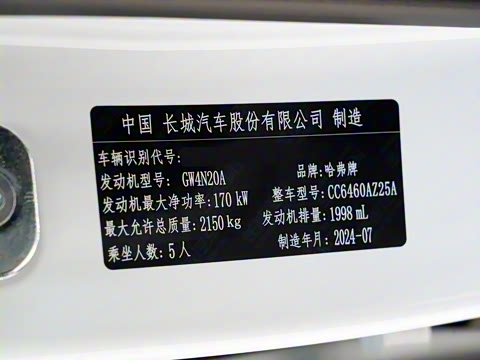 中国 长城汽车股份有限公司 制造
车辆识别代号:
发动机型号: GW4N20A 品牌:哈弗牌
发动机最大净功率:170 kW 整车型号:CC6460AZ25A
最大允许总质量:2150 kg 发动机排量:1998 mL
乘坐人数:5人 制造年月:2024-07